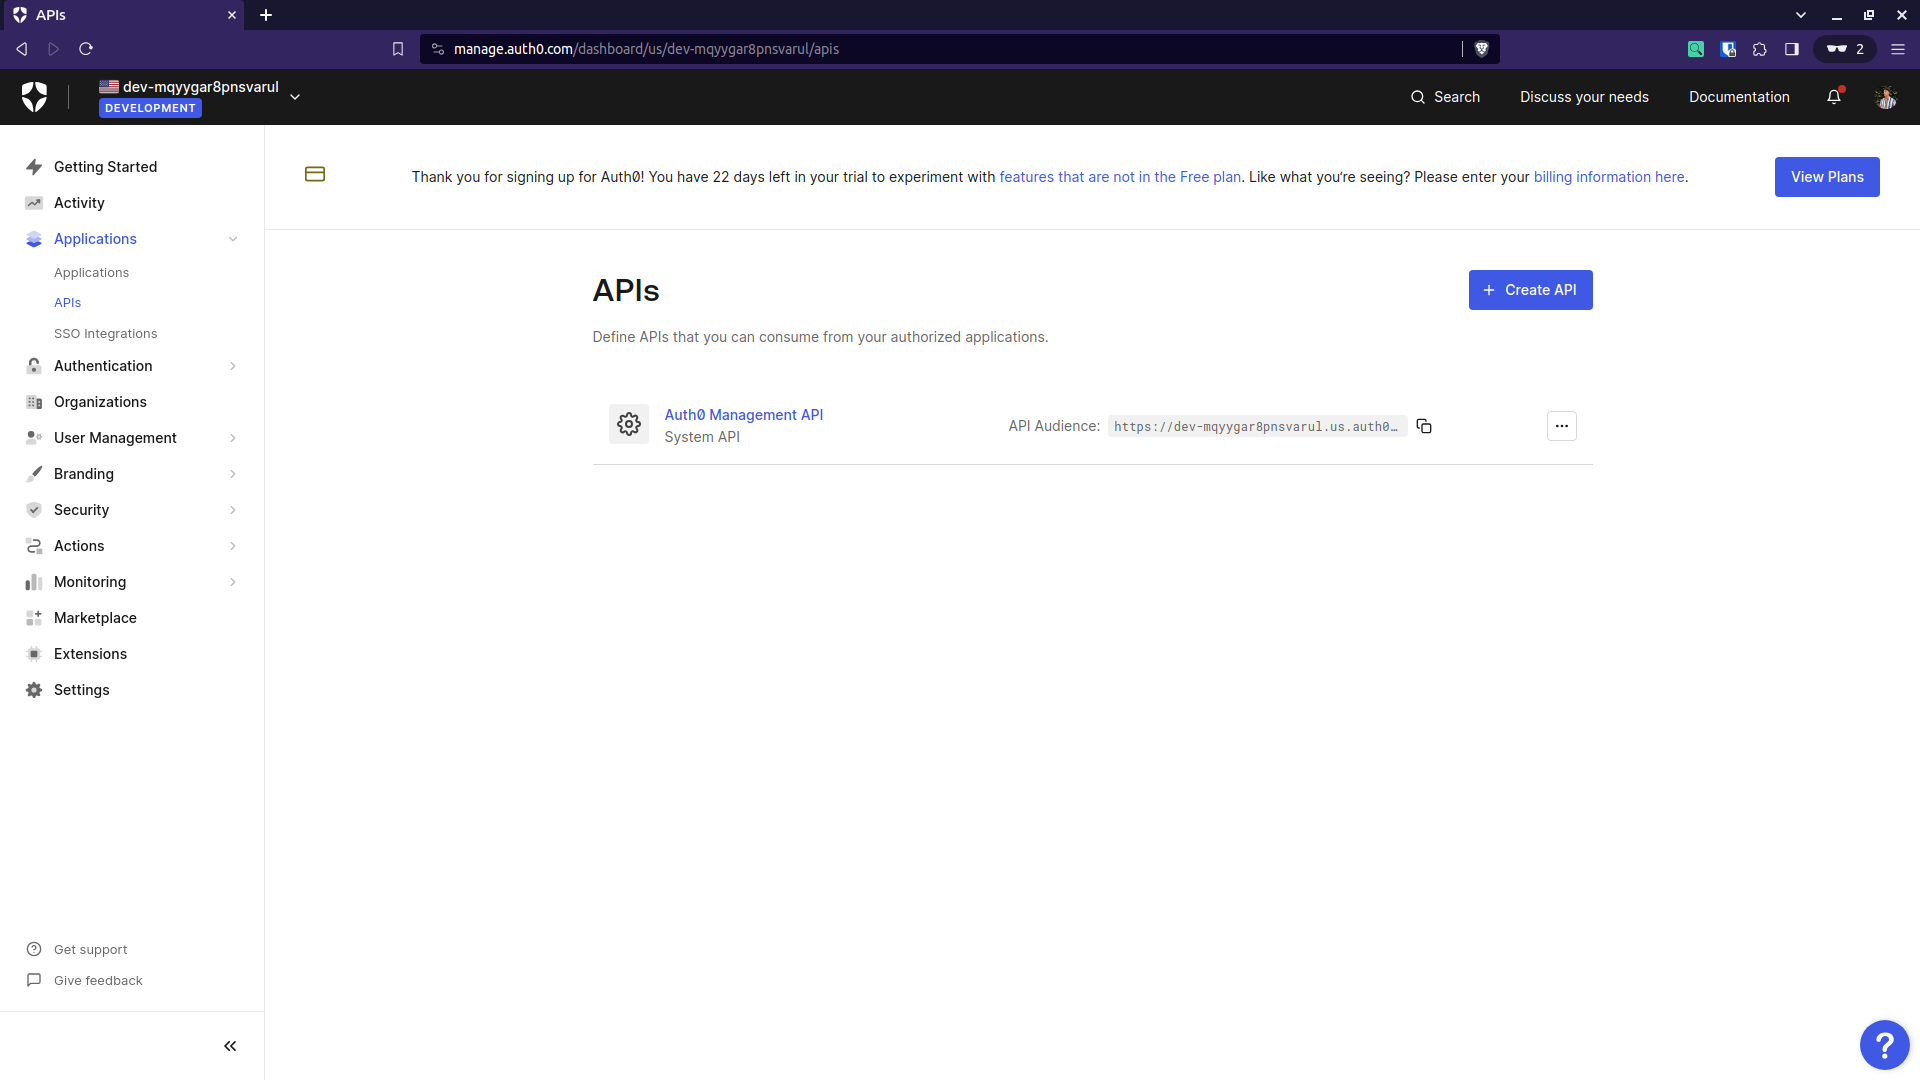 APIs
manage.auth0.com/dashboard/us/dev-mqyygar8pnsvarul/apis
2
dev-mqyygar8pnsvarul
DEVELOPMENT
Search
Discuss your needs
Documentation
Getting Started
Activity
Applications
Applications
APIs
SSO Integrations
Authentication
Organizations
User Management
Branding
Security
Actions
Monitoring
Marketplace
Extensions
Settings
Get support
Give feedback
Thank you for signing up for Auth0! You have 22 days left in your trial to experiment with features that are not in the Free plan. Like what you're seeing? Please enter your billing information here.
View Plans
APIs
+ Create API
Define APIs that you can consume from your authorized applications.
Auth0 Management API
System API
API Audience: https://dev-mqyygar8pnsvarul.us.auth0…
?